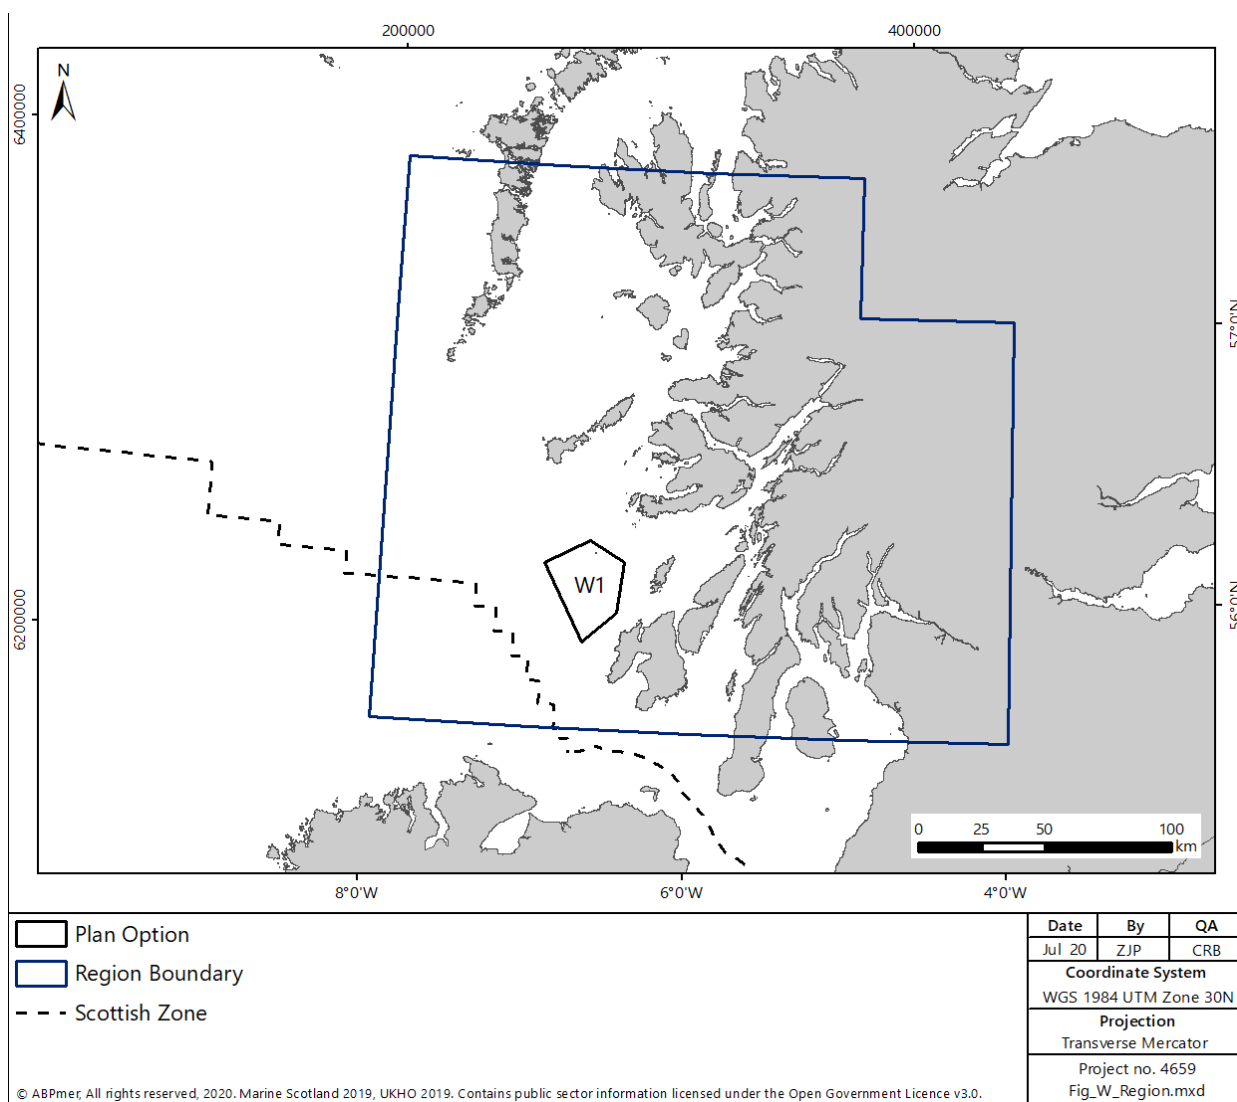 200000
400000
N
6400000
57°0'N
W1
6200000
56°0'N
0 25 50 100
km
8°0'W
6°0'W
4°0'W
Plan Option
Region Boundary
Scottish Zone
Date By QA
Jul 20 ZJP CRB
Coordinate System
WGS 1984 UTM Zone 30N
Projection
Transverse Mercator
Project no. 4659
Fig_W_Region.mxd
© ABPmer, All rights reserved, 2020. Marine Scotland 2019, UKHO 2019. Contains public sector information licensed under the Open Government Licence v3.0.